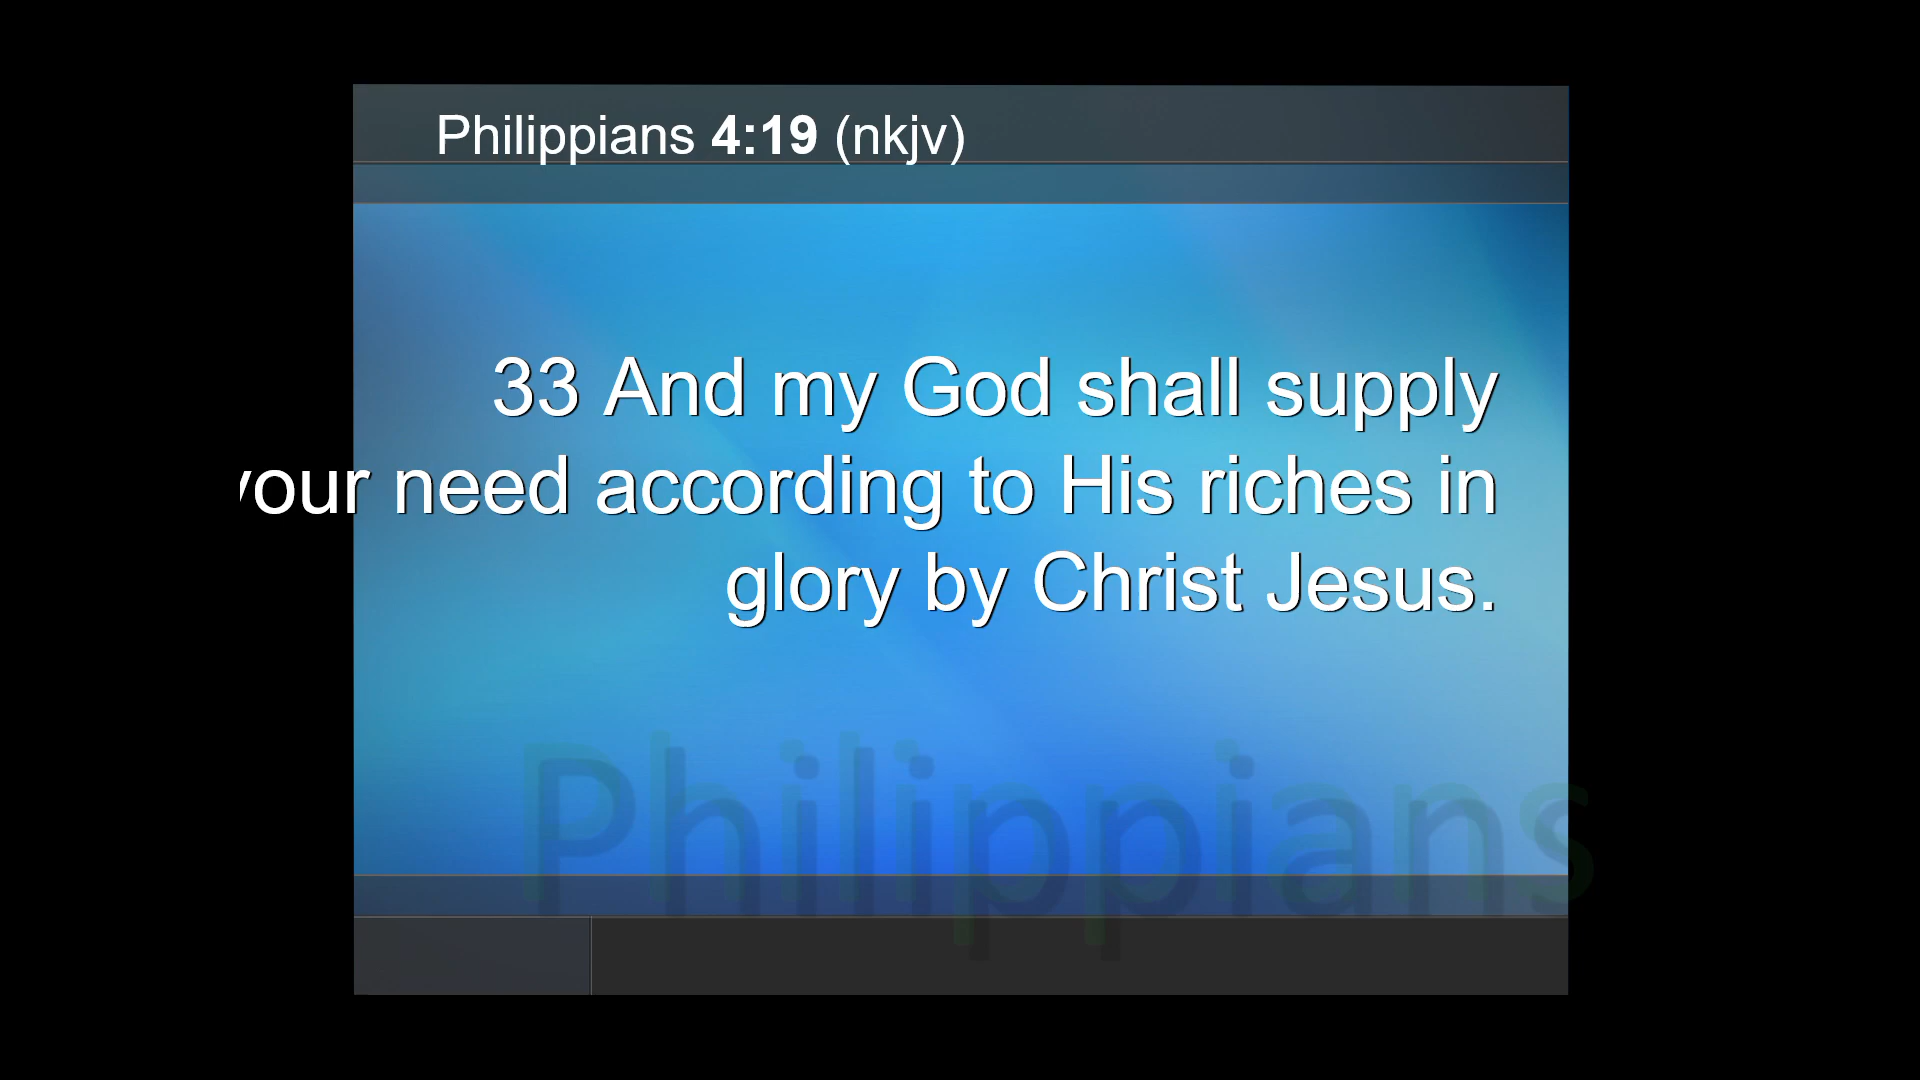 Philippians 4:19 (nkjv)
33 And my God shall supply
your need according to His riches in
glory by Christ Jesus.
Philippians